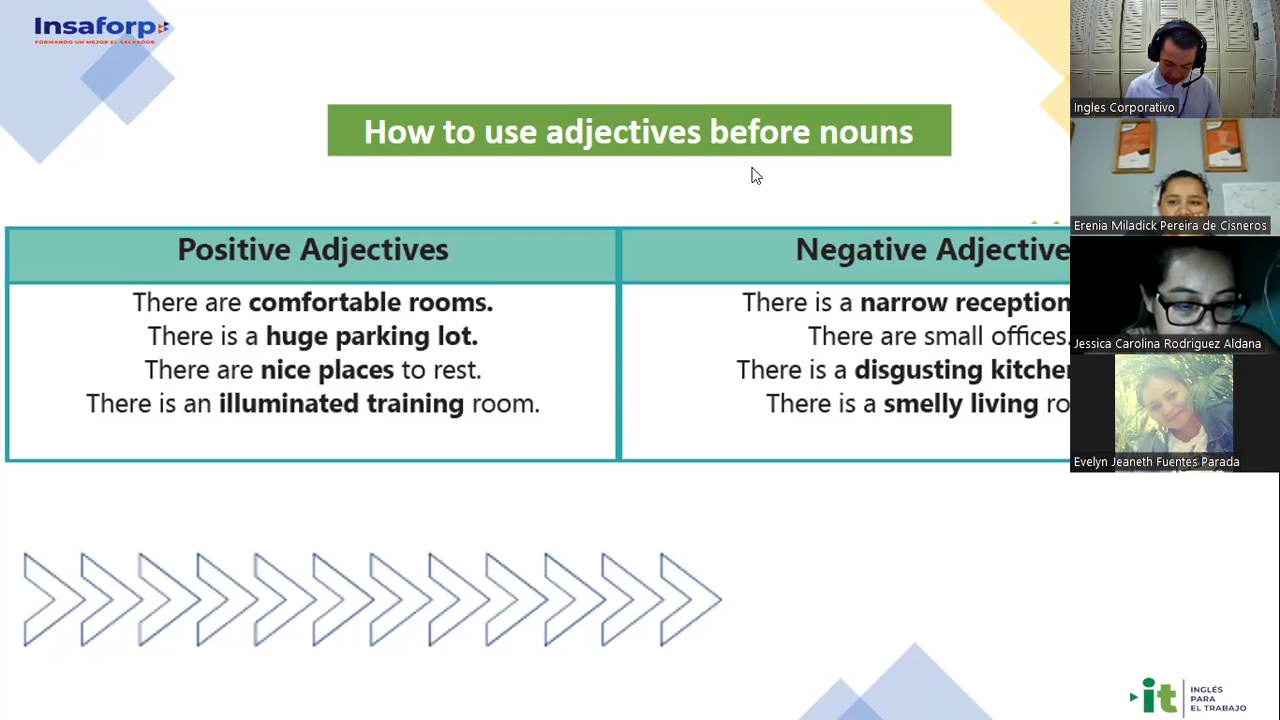 Insaforp
FORMANDO UN MEJOR EL SALVADOR
How to use adjectives before nouns
Positive Adjectives
There are comfortable rooms.
There is a huge parking lot.
There are nice places to rest.
There is an illuminated training room.
Negative Adjective
There is a narrow reception
There are small offices.
There is a disgusting kitchen
There is a smelly living ro
Ingles Corporativo
Erenia Miladick Pereira de Cisneros
Jessica Carolina Rodriguez Aldana
Evelyn Jeaneth Fuentes Parada
it
INGLÉS
PARA
EL TRABAJO